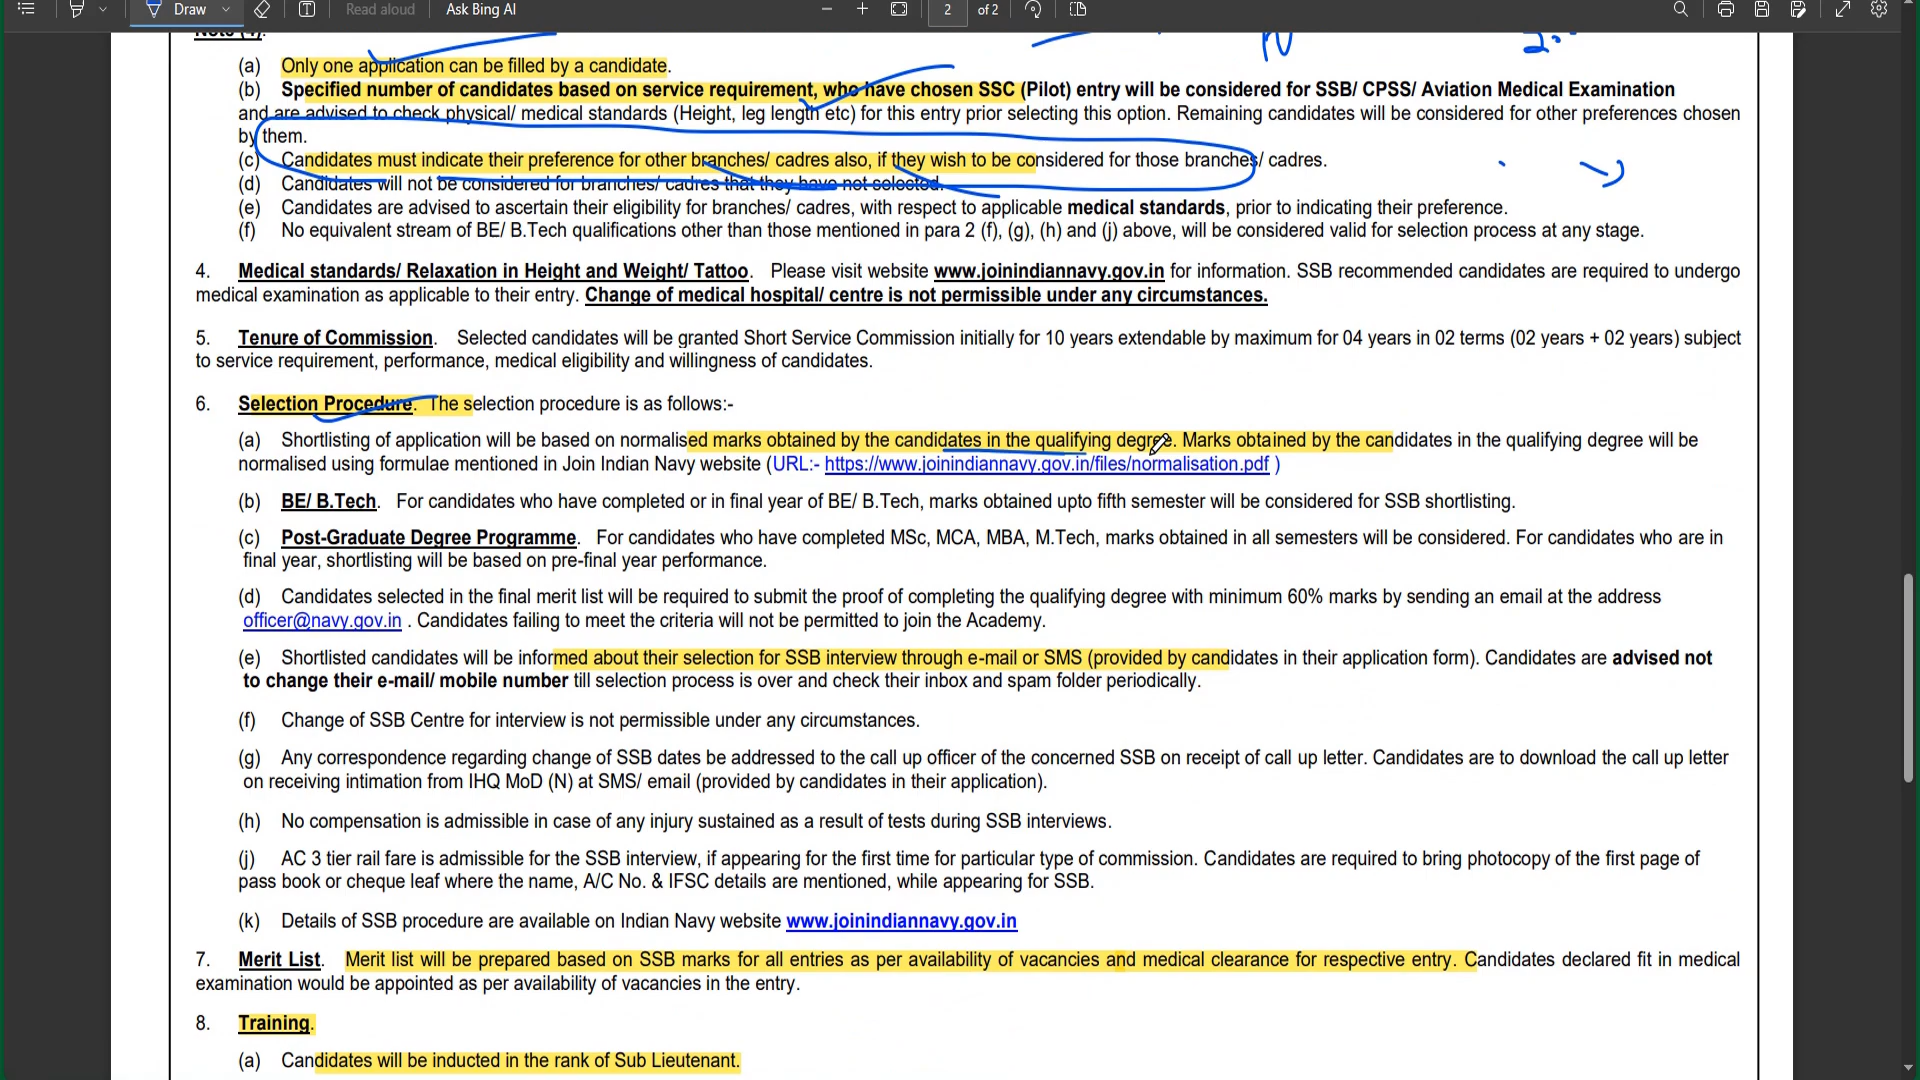 Draw
Read aloud
Ask Bing AI
2
of 2
(a) Only one application can be filled by a candidate.
(b) Specified number of candidates based on service requirement, who have chosen SSC (Pilot) entry will be considered for SSB/ CPSS/ Aviation Medical Examination
and are advised to check physical/ medical standards (Height, leg length etc) for this entry prior selecting this option. Remaining candidates will be considered for other preferences chosen
by them.
(c) Candidates must indicate their preference for other branches/ cadres also, if they wish to be considered for those branches/ cadres.
(d) Candidates will not be considered for branches/ cadres that they have not selected.
(e) Candidates are advised to ascertain their eligibility for branches/ cadres, with respect to applicable medical standards, prior to indicating their preference.
(f) No equivalent stream of BE/ B.Tech qualifications other than those mentioned in para 2 (f), (g), (h) and (j) above, will be considered valid for selection process at any stage.
4. Medical standards/ Relaxation in Height and Weight/ Tattoo. Please visit website www.joinindiannavy.gov.in for information. SSB recommended candidates are required to undergo
medical examination as applicable to their entry. Change of medical hospital/ centre is not permissible under any circumstances.
5. Tenure of Commission. Selected candidates will be granted Short Service Commission initially for 10 years extendable by maximum for 04 years in 02 terms (02 years + 02 years) subject
to service requirement, performance, medical eligibility and willingness of candidates.
6. Selection Procedure. The selection procedure is as follows:-
(a) Shortlisting of application will be based on normalised marks obtained by the candidates in the qualifying degree. Marks obtained by the candidates in the qualifying degree will be
normalised using formulae mentioned in Join Indian Navy website (URL:- https://www.joinindiannavy.gov.in/files/normalisation.pdf )
(b) BE/ B.Tech. For candidates who have completed or in final year of BE/ B.Tech, marks obtained upto fifth semester will be considered for SSB shortlisting.
(c) Post-Graduate Degree Programme. For candidates who have completed MSc, MCA, MBA, M.Tech, marks obtained in all semesters will be considered. For candidates who are in
final year, shortlisting will be based on pre-final year performance.
(d) Candidates selected in the final merit list will be required to submit the proof of completing the qualifying degree with minimum 60% marks by sending an email at the address
officer@navy.gov.in . Candidates failing to meet the criteria will not be permitted to join the Academy.
(e) Shortlisted candidates will be informed about their selection for SSB interview through e-mail or SMS (provided by candidates in their application form). Candidates are advised not
to change their e-mail/ mobile number till selection process is over and check their inbox and spam folder periodically.
(f) Change of SSB Centre for interview is not permissible under any circumstances.
(g) Any correspondence regarding change of SSB dates be addressed to the call up officer of the concerned SSB on receipt of call up letter. Candidates are to download the call up letter
on receiving intimation from IHQ MoD (N) at SMS/ email (provided by candidates in their application).
(h) No compensation is admissible in case of any injury sustained as a result of tests during SSB interviews.
(j) AC 3 tier rail fare is admissible for the SSB interview, if appearing for the first time for particular type of commission. Candidates are required to bring photocopy of the first page of
pass book or cheque leaf where the name, A/C No. & IFSC details are mentioned, while appearing for SSB.
(k) Details of SSB procedure are available on Indian Navy website www.joinindiannavy.gov.in
7. Merit List. Merit list will be prepared based on SSB marks for all entries as per availability of vacancies and medical clearance for respective entry. Candidates declared fit in medical
examination would be appointed as per availability of vacancies in the entry.
8. Training.
(a) Candidates will be inducted in the rank of Sub Lieutenant.